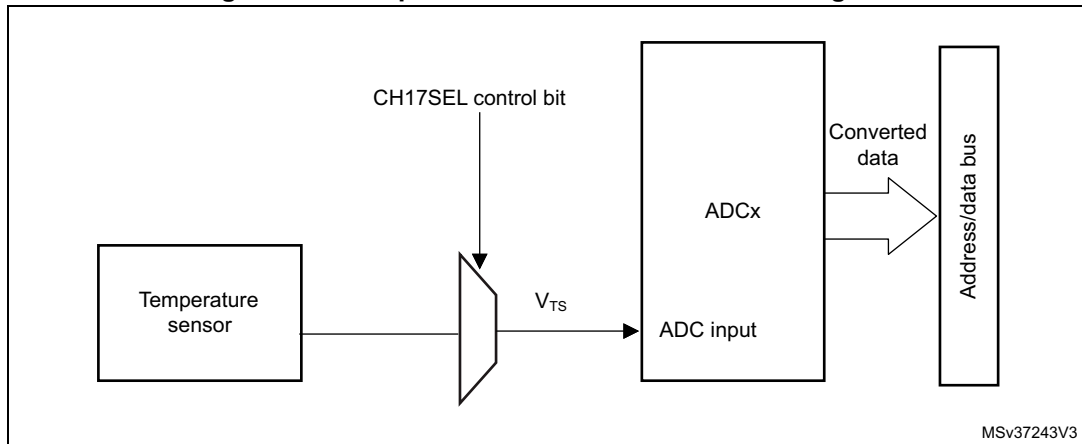 CH17SEL control bit
Converted
data
Address/data bus
ADCx
Temperature
sensor
V_TS
ADC input
MSv37243V3